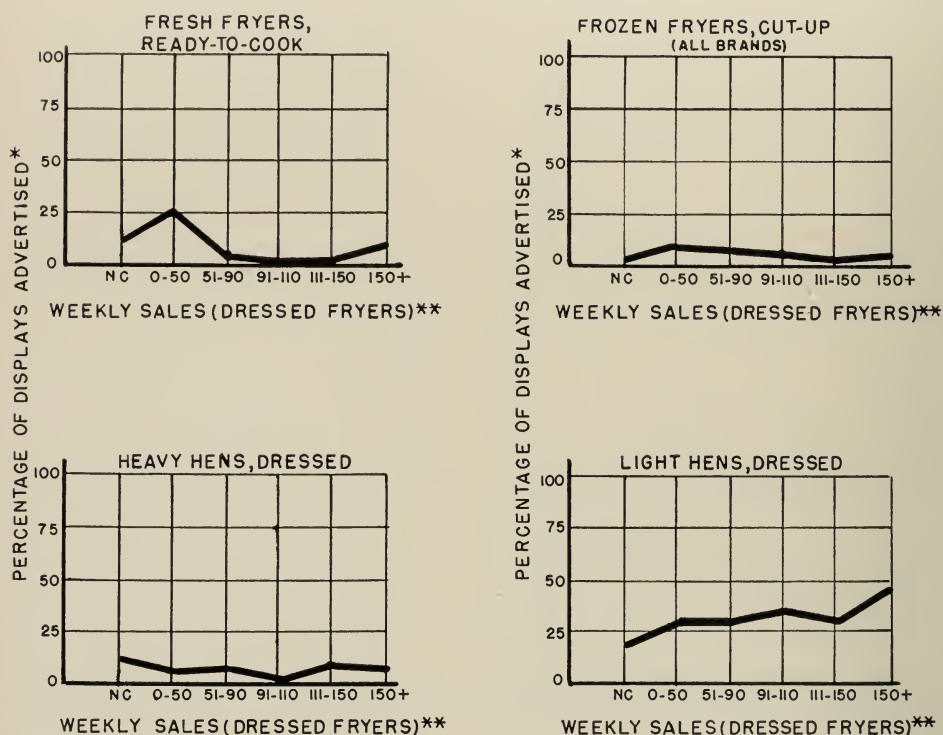 FRESH FRYERS,
READY-TO-COOK
100
75
50
25
0
NC 0-50 51-90 91-110 111-150 150+
WEEKLY SALES (DRESSED FRYERS)**
PERCENTAGE OF DISPLAYS ADVERTISED*
FROZEN FRYERS, CUT-UP
(ALL BRANDS)
100
75
50
25
0
NC 0-50 51-90 91-110 111-150 150+
WEEKLY SALES (DRESSED FRYERS)**
PERCENTAGE OF DISPLAYS ADVERTISED*
HEAVY HENS, DRESSED
100
75
50
25
0
NC 0-50 51-90 91-110 111-150 150+
WEEKLY SALES (DRESSED FRYERS)**
LIGHT HENS, DRESSED
100
75
50
25
0
NC 0-50 51-90 91-110 111-150 150+
WEEKLY SALES (DRESSED FRYERS)**